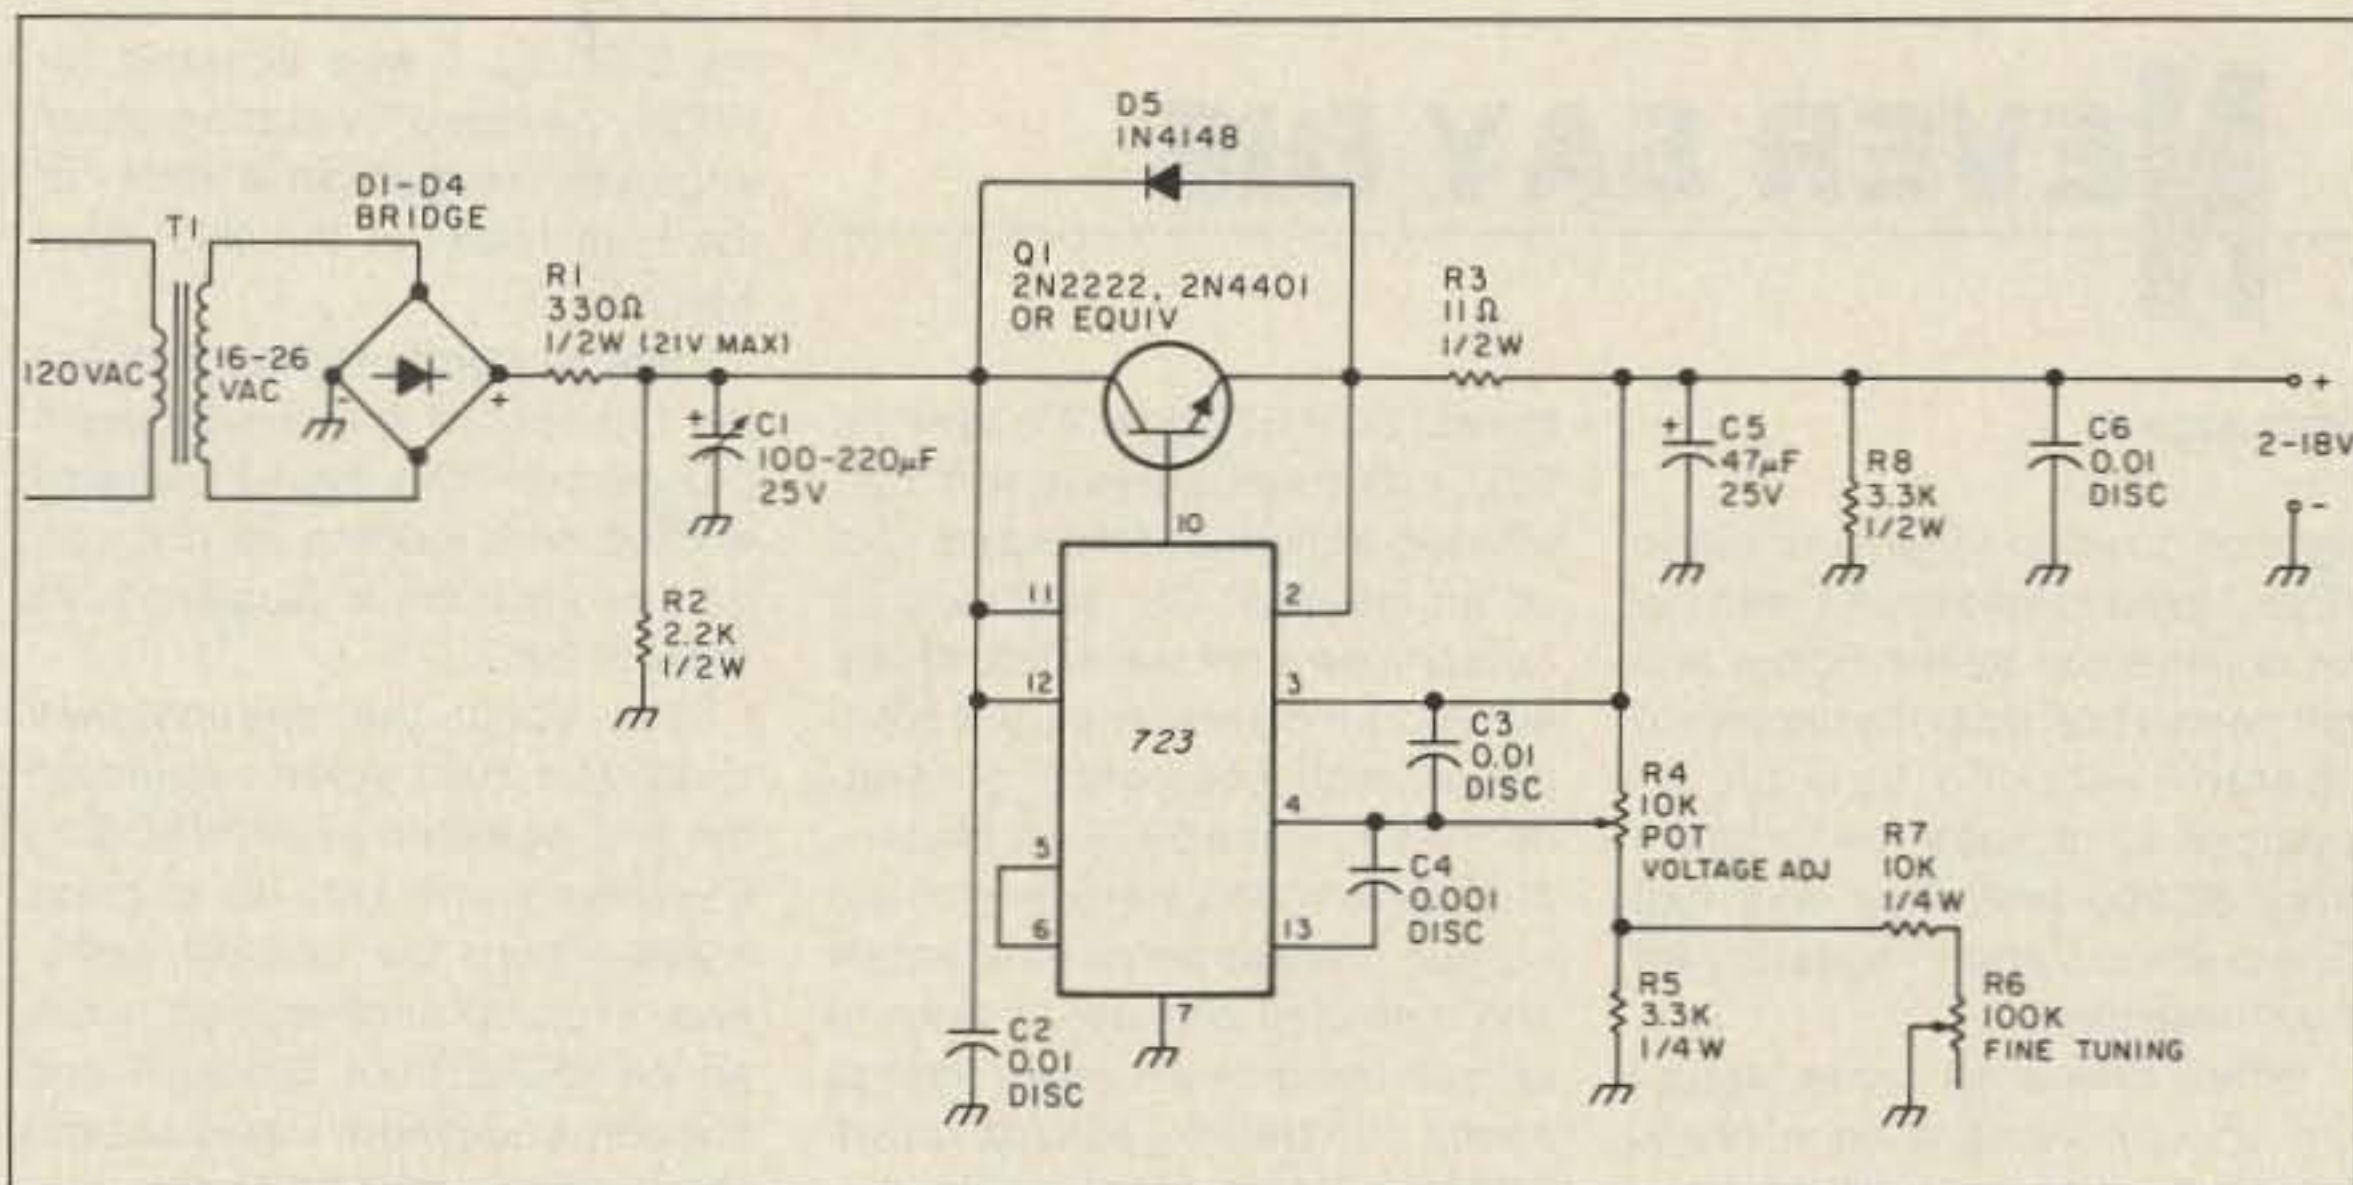 D5
1N4148
D1-D4
BRIDGE
T1
120 VAC
16-26
VAC
-
+
R1
330Ω
1/2W (21V MAX)
Q1
2N2222, 2N4401
OR EQUIV
R3
11Ω
1/2W
+
C1
100-220µF
25V
R2
2.2K
1/2W
+
C5
47µF
25V
R8
3.3K
1/2W
C6
0.01
DISC
+
2-18V
-
10
11
2
12
3
723
4
5
6
13
7
C3
0.01
DISC
C4
0.001
DISC
R4
10K
POT
VOLTAGE ADJ
R7
10K
1/4W
C2
0.01
DISC
R5
3.3K
1/4W
R6
100K
FINE TUNING